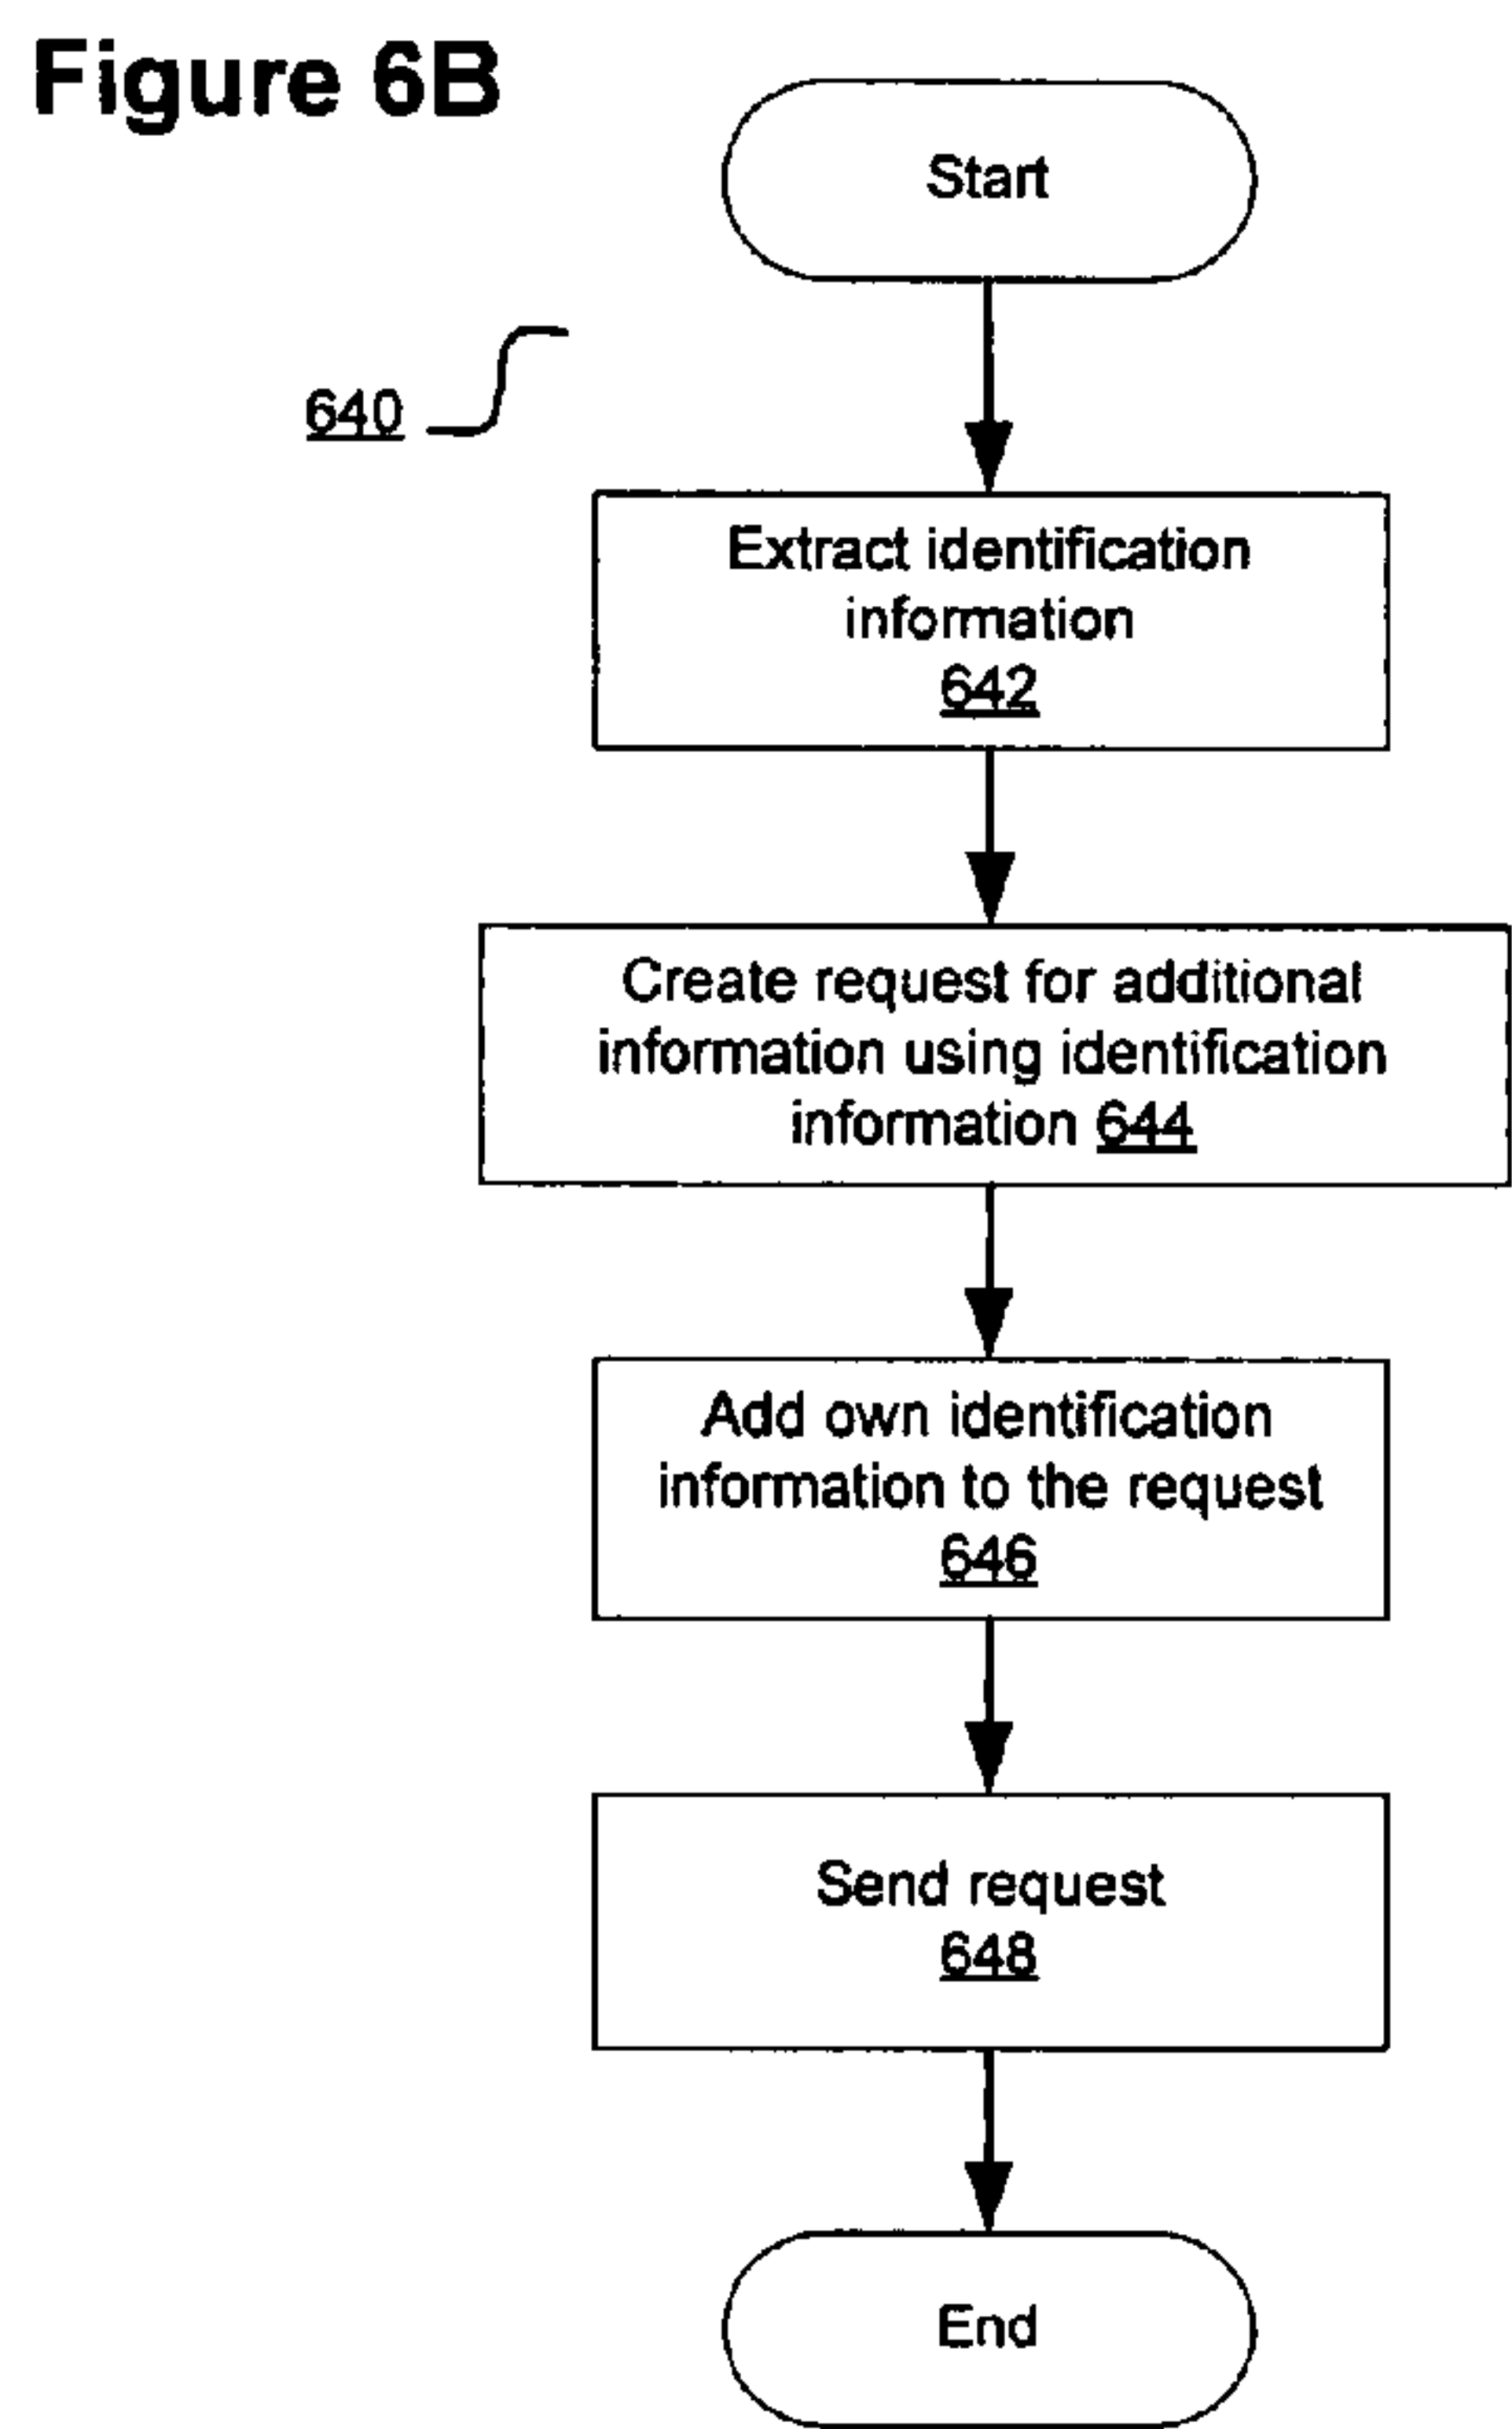 Figure 6B
Start
640
Extract identification
information
642
Create request for additional
information using identification
information 644
Add own identification
information to the request
646
Send request
648
End